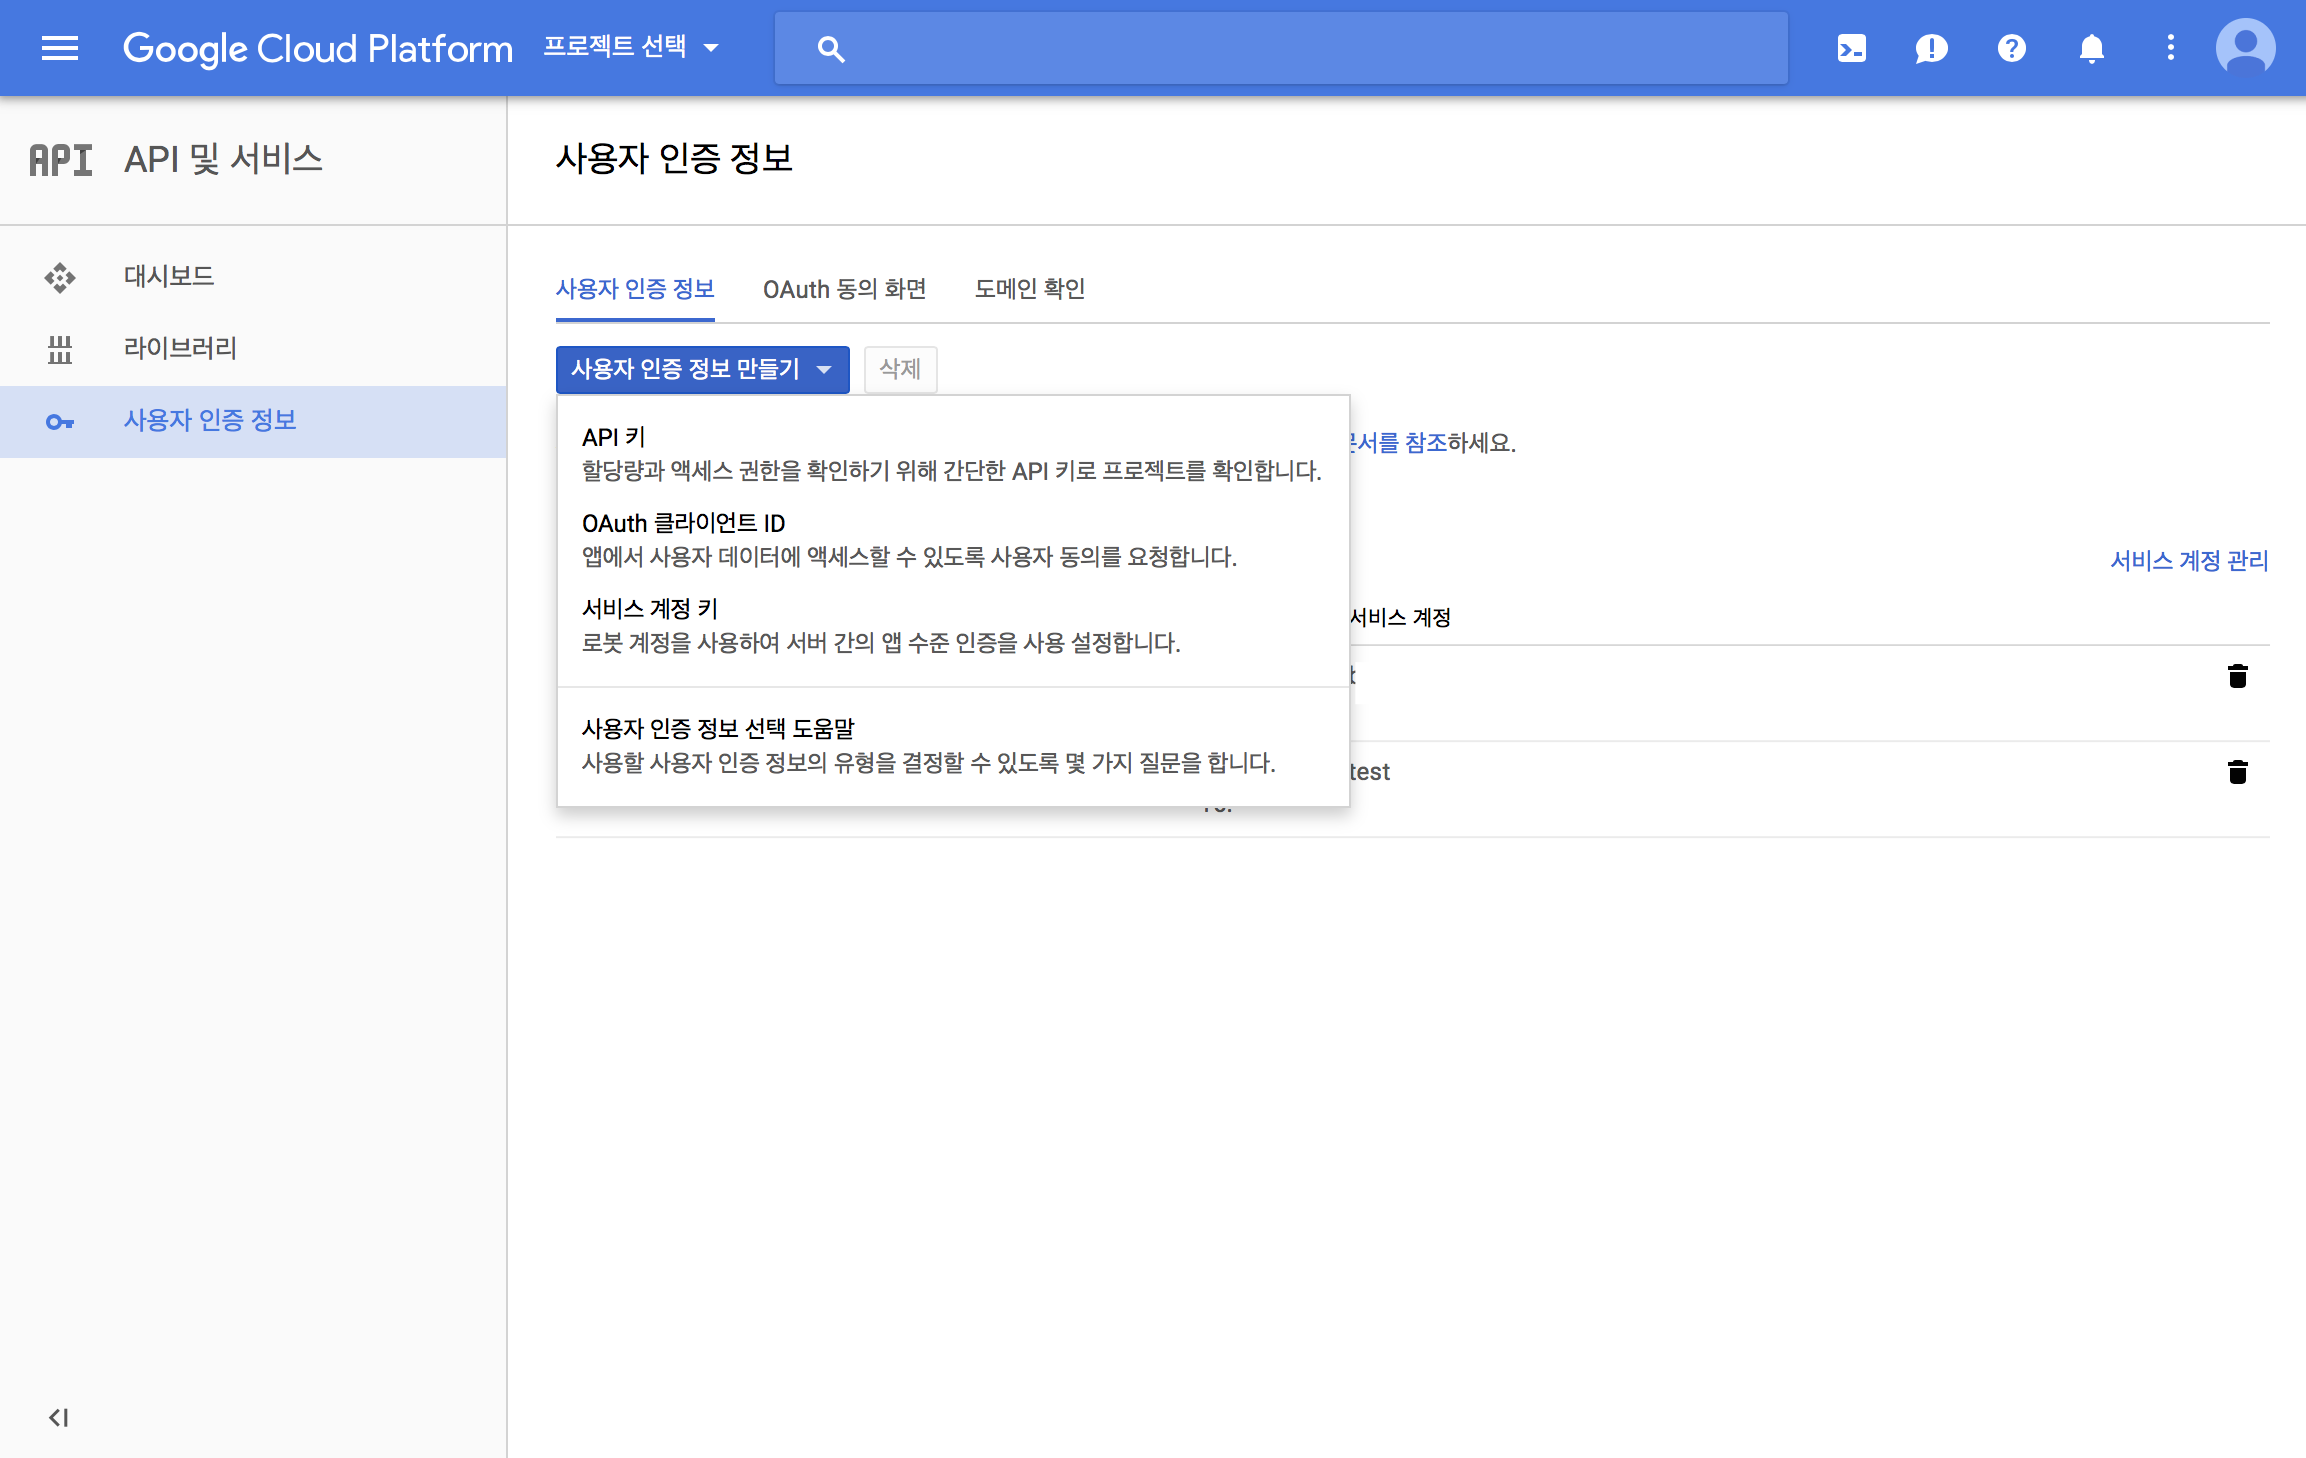 Google Cloud Platform 프로젝트 선택
API API 및 서비스
사용자 인증 정보
대시보드
라이브러리
사용자 인증 정보
사용자 인증 정보 OAuth 동의 화면 도메인 확인
사용자 인증 정보 만들기 삭제
API 키
할당량과 액세스 권한을 확인하기 위해 간단한 API 키로 프로젝트를 확인합니다.
OAuth 클라이언트 ID
앱에서 사용자 데이터에 액세스할 수 있도록 사용자 동의를 요청합니다.
서비스 계정 키
로봇 계정을 사용하여 서버 간의 앱 수준 인증을 사용 설정합니다.
사용자 인증 정보 선택 도움말
사용할 사용자 인증 정보의 유형을 결정할 수 있도록 몇 가지 질문을 합니다.
참조하세요.
서비스 계정 관리
서비스 계정
test